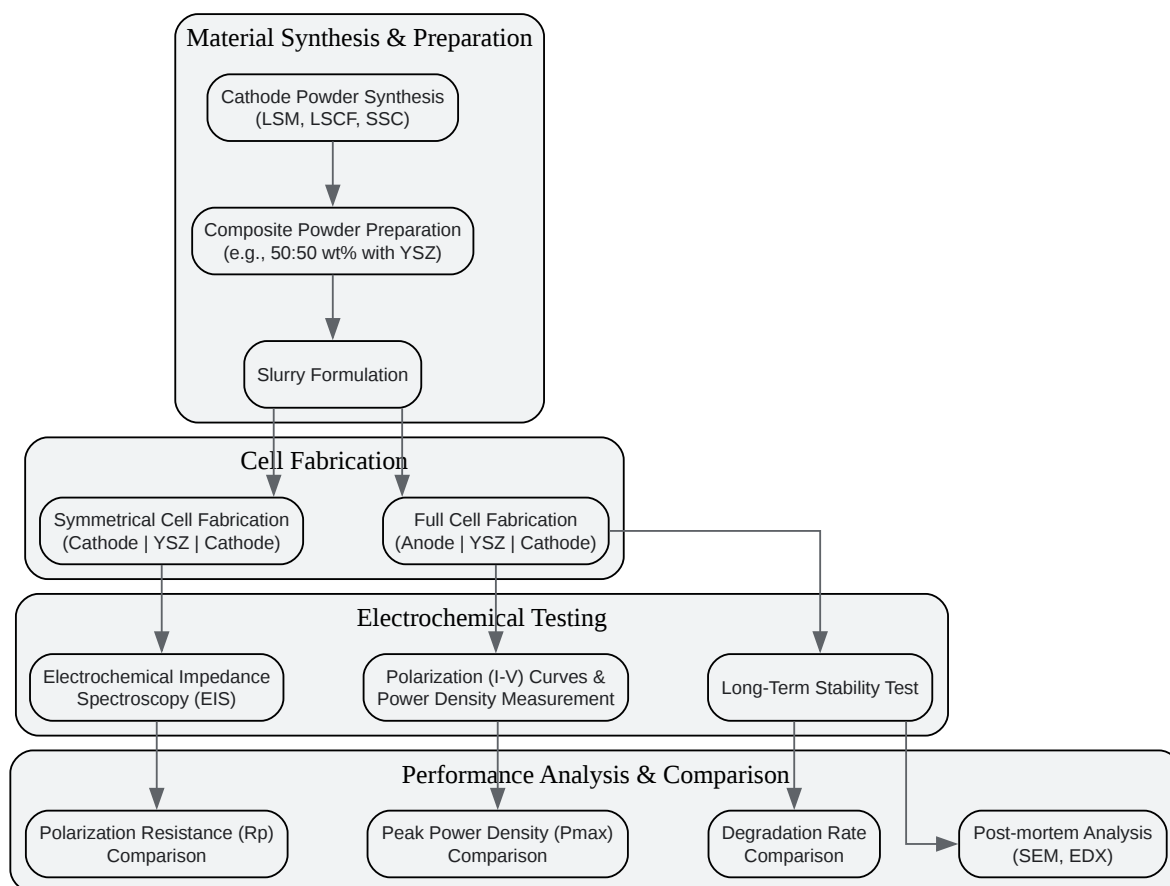 Material Synthesis & Preparation
Cathode Powder Synthesis
(LSM, LSCF, SSC)
Composite Powder Preparation
(e.g., 50:50 wt% with YSZ)
Slurry Formulation
Cell Fabrication
Symmetrical Cell Fabrication
(Cathode | YSZ | Cathode)
Full Cell Fabrication
(Anode | YSZ | Cathode)
Electrochemical Testing
Electrochemical Impedance
Spectroscopy (EIS)
Polarization (I-V) Curves &
Power Density Measurement
Long-Term Stability Test
Performance Analysis & Comparison
Polarization Resistance (Rp)
Comparison
Peak Power Density (Pmax)
Comparison
Degradation Rate
Comparison
Post-mortem Analysis
(SEM, EDX)